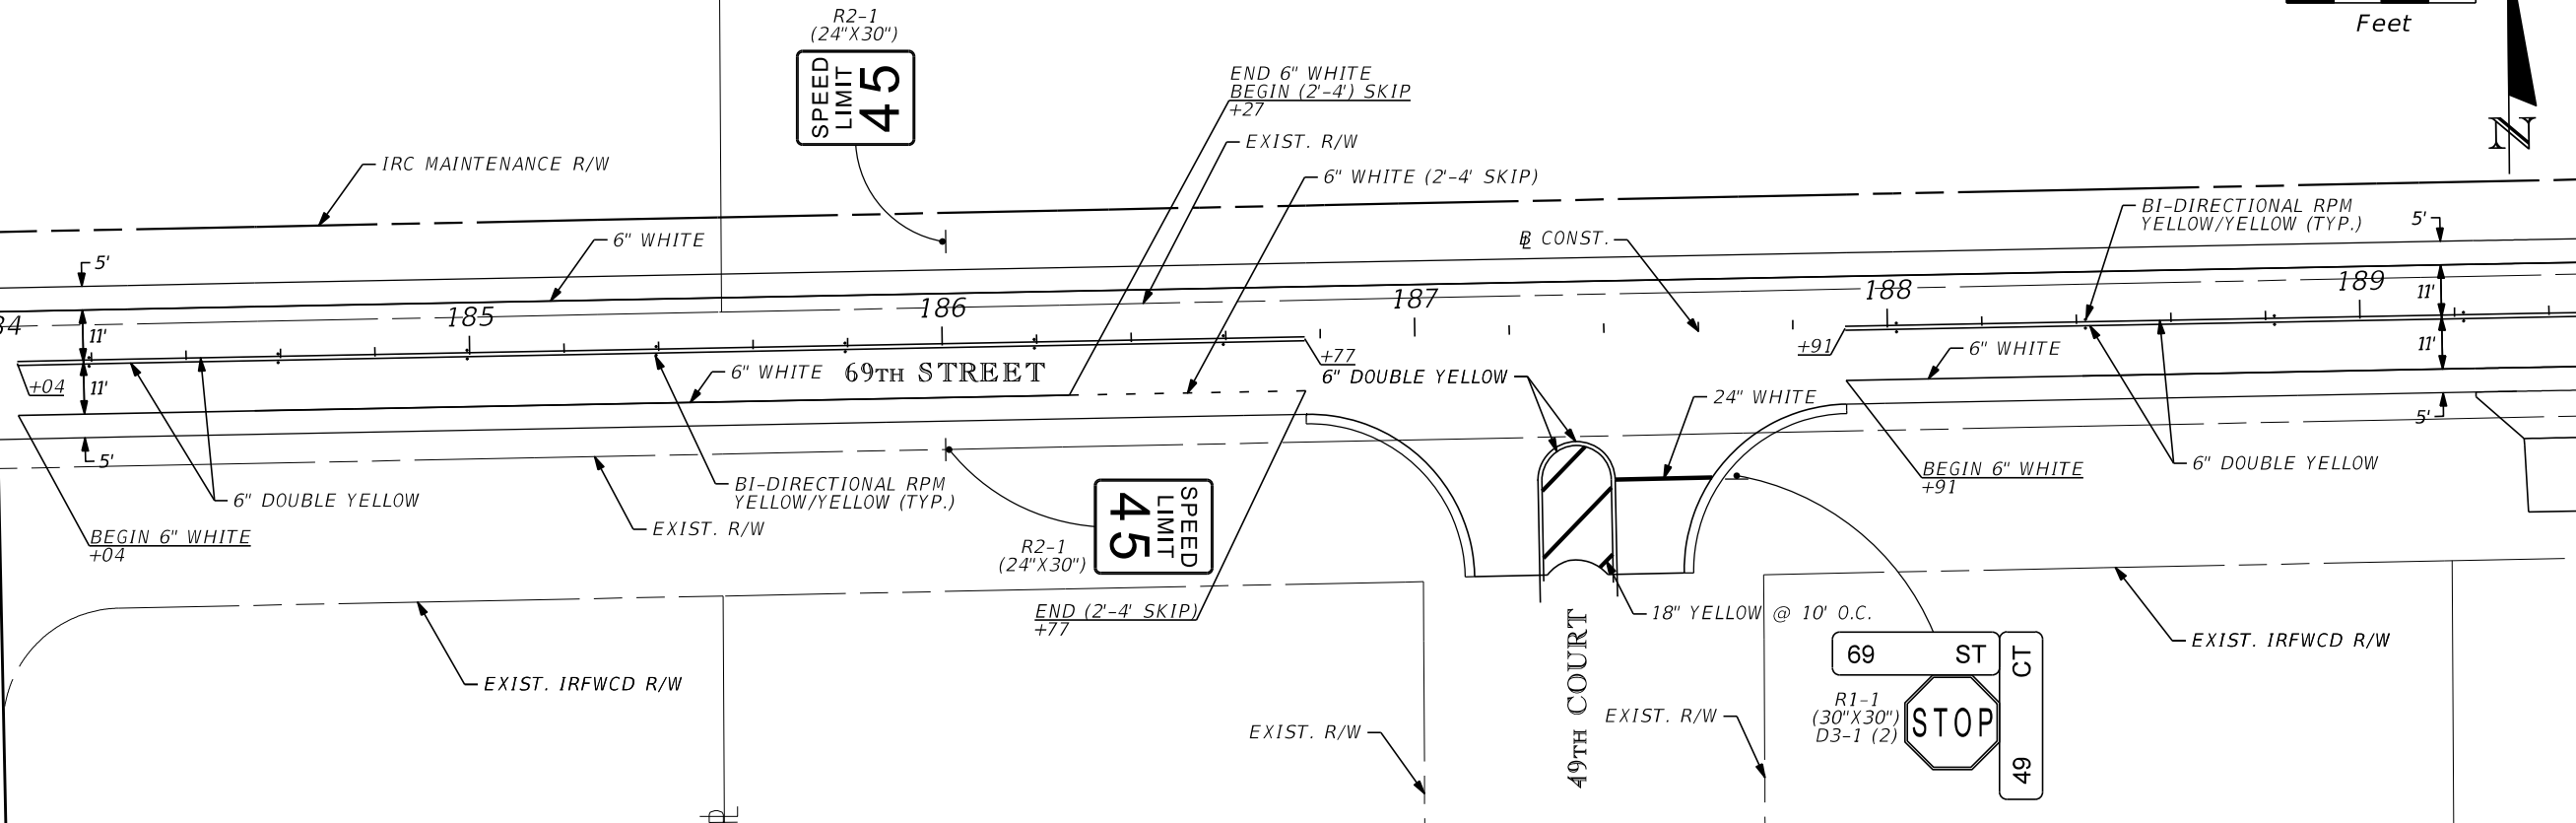 R2-1
(24"X30")
SPEED
LIMIT
45
Feet
N
END 6" WHITE
BEGIN (2'-4') SKIP
+27
EXIST. R/W
6" WHITE (2'-4' SKIP)
IRC MAINTENANCE R/W
6" WHITE
B CONST.
BI-DIRECTIONAL RPM
YELLOW/YELLOW (TYP.)
5'
5'
11'
11'
185
186
187
188
189
11'
11'
+04
+77
+91
6" WHITE
69TH STREET
6" DOUBLE YELLOW
24" WHITE
6" WHITE
5'
5'
6" DOUBLE YELLOW
BI-DIRECTIONAL RPM
YELLOW/YELLOW (TYP.)
EXIST. R/W
BEGIN 6" WHITE
+04
SPEED
LIMIT
45
R2-1
(24"X30")
BEGIN 6" WHITE
+91
6" DOUBLE YELLOW
END (2'-4' SKIP)
+77
18" YELLOW @ 10' O.C.
EXIST. IRFWCD R/W
EXIST. IRFWCD R/W
49TH COURT
69 ST
49 CT
R1-1
(30"X30")
D3-1 (2)
STOP
EXIST. R/W
EXIST. R/W